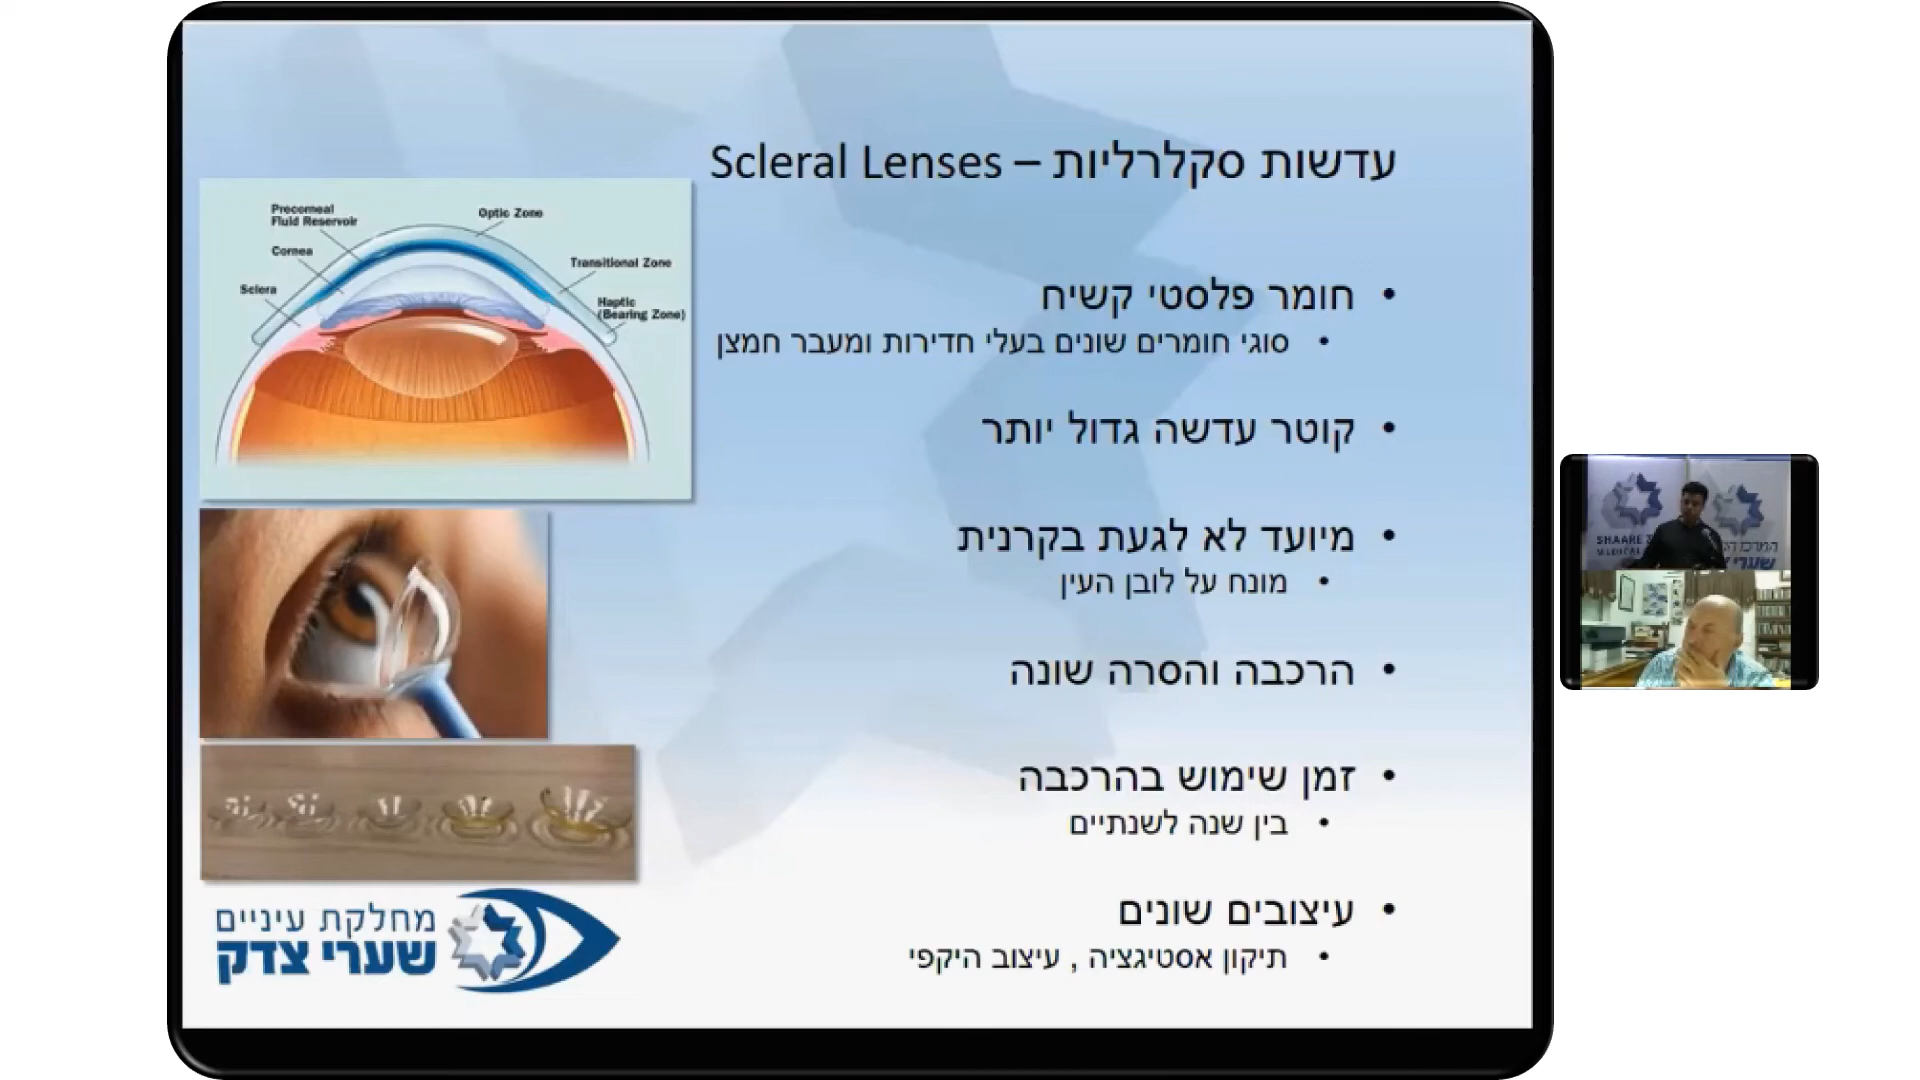 עדשות סקלרליות – Scleral Lenses
חומר פלסטי קשיח
סוגי חומרים שונים בעלי חדירות ומעבר חמצן
קוטר עדשה גדול יותר
מיועד לא לגעת בקרנית
מונח על לובן העין
הרכבה והסרה שונה
זמן שימוש בהרכבה
בין שנה לשנתיים
עיצובים שונים
תיקון אסטיגציה , עיצוב היקפי
Precorneal
Fluid Reservoir
Optic Zone
Cornea
Transitional Zone
Sclera
Haptic
(Bearing Zone)
מחלקת עיניים
שערי צדק
SHAARE
המרכז
שערי